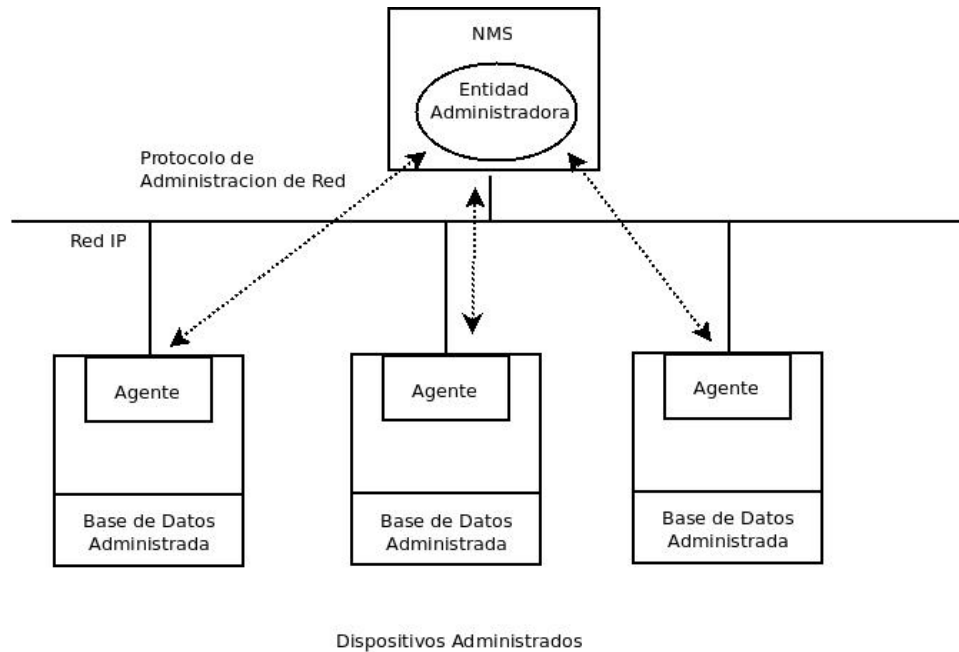 NMS
Entidad
Administradora
Protocolo de
Administracion de Red
Red IP
Agente
Agente
Agente
Base de Datos
Administrada
Base de Datos
Administrada
Base de Datos
Administrada
Dispositivos Administrados